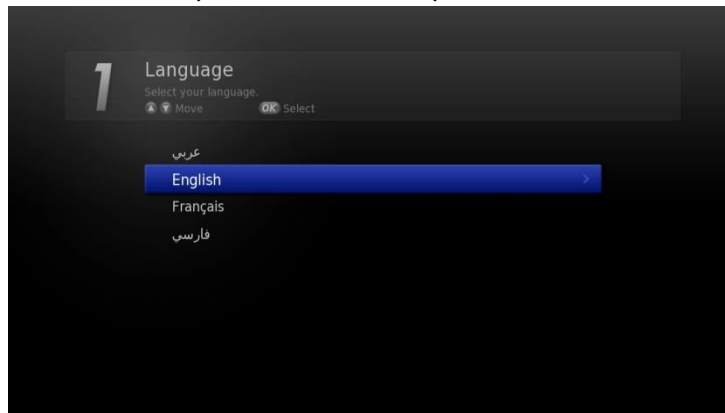 1
Language
Select your language.
Move OK Select
عربي
English
Français
فارسي